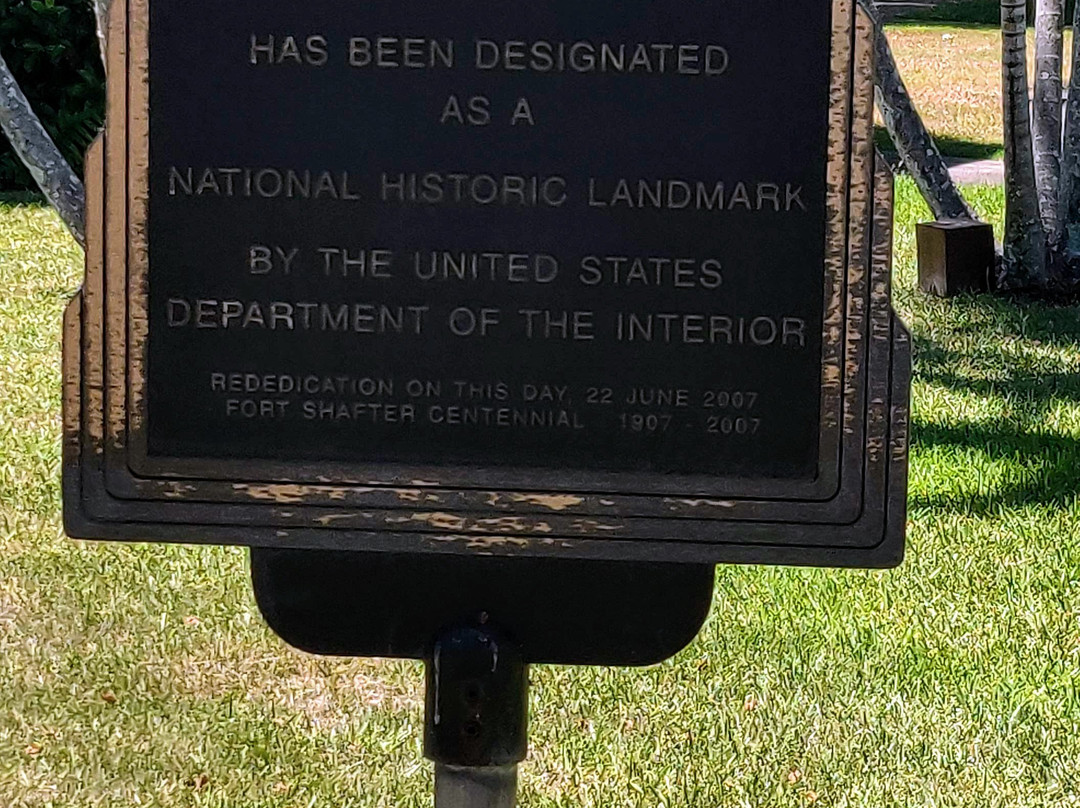 HAS BEEN DESIGNATED
AS A
NATIONAL HISTORIC LANDMARK
BY THE UNITED STATES
DEPARTMENT OF THE INTERIOR
REDEDICATION ON THIS DAY, 22 JUNE 2007
FORT SHAFTER CENTENNIAL 1907 - 2007